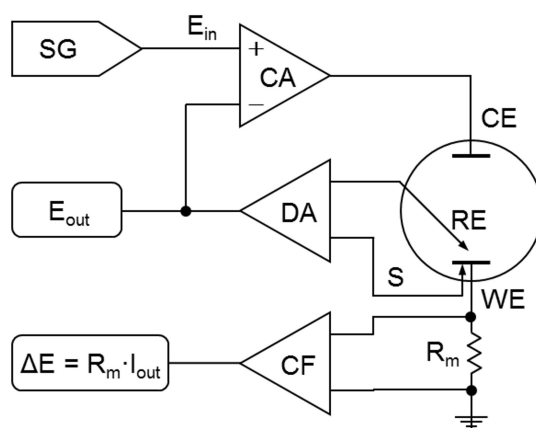 SG
E_in
+
CA
−
CE
E_out
DA
RE
S
WE
ΔE = R_m·I_out
CF
R_m